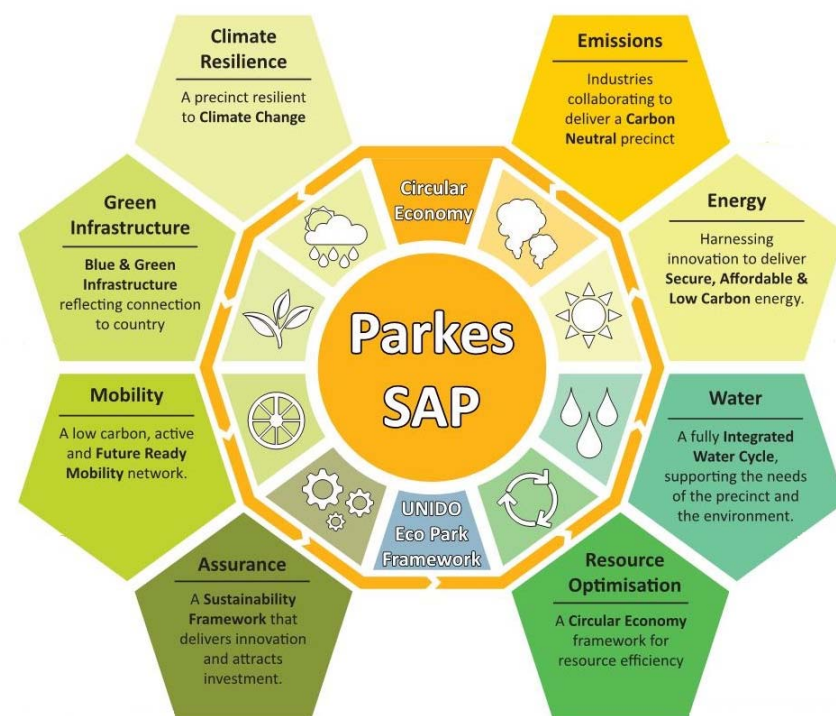 Climate
Resilience
A precinct resilient
to Climate Change
Emissions
Industries
collaborating to
deliver a Carbon
Neutral precinct
Green
Infrastructure
Blue & Green
Infrastructure
reflecting connection
to country
Circular
Economy
Energy
Harnessing
innovation to deliver
Secure, Affordable &
Low Carbon energy.
Parkes
SAP
Mobility
A low carbon, active
and Future Ready
Mobility network.
Water
A fully Integrated
Water Cycle,
supporting the needs
of the precinct and
the environment.
UNIDO
Eco Park
Framework
Assurance
A Sustainability
Framework that
delivers innovation
and attracts
investment.
Resource
Optimisation
A Circular Economy
framework for
resource efficiency